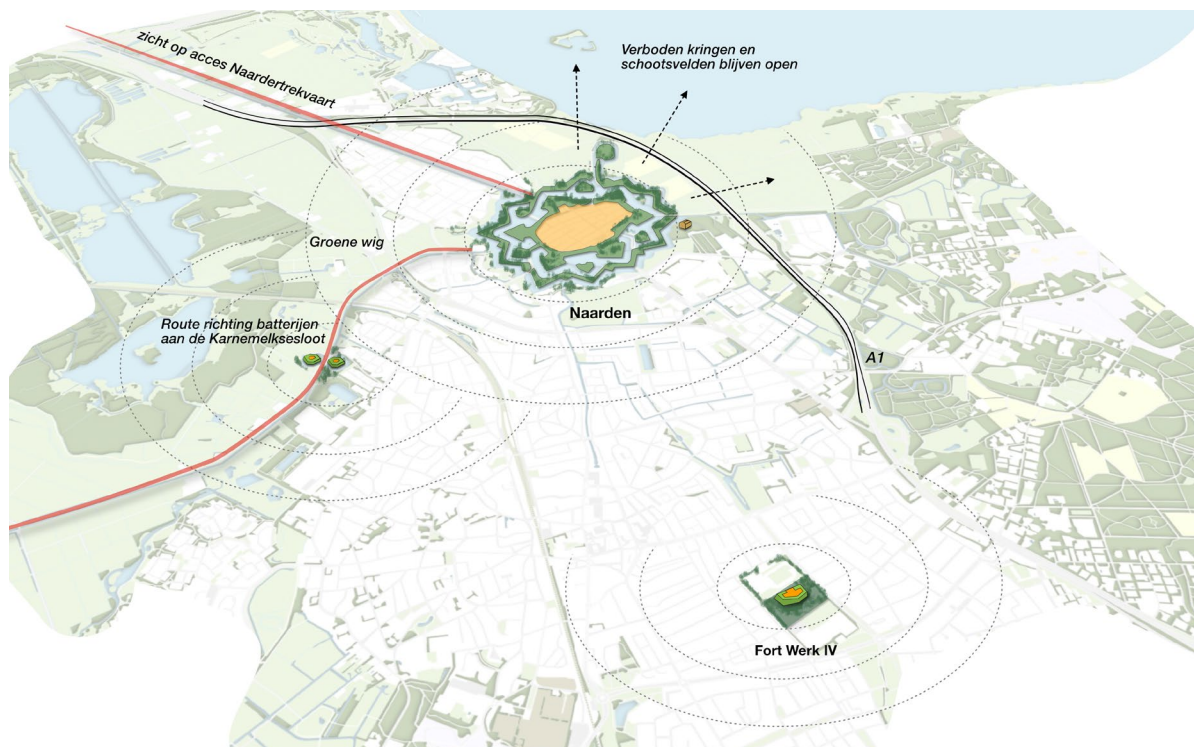 zicht op acces Naardertrekvaart
Verboden kringen en
schootsvelden blijven open
Groene wig
Naarden
Route richting batterijen
aan de Karnemelksesloot
A1
Fort Werk IV